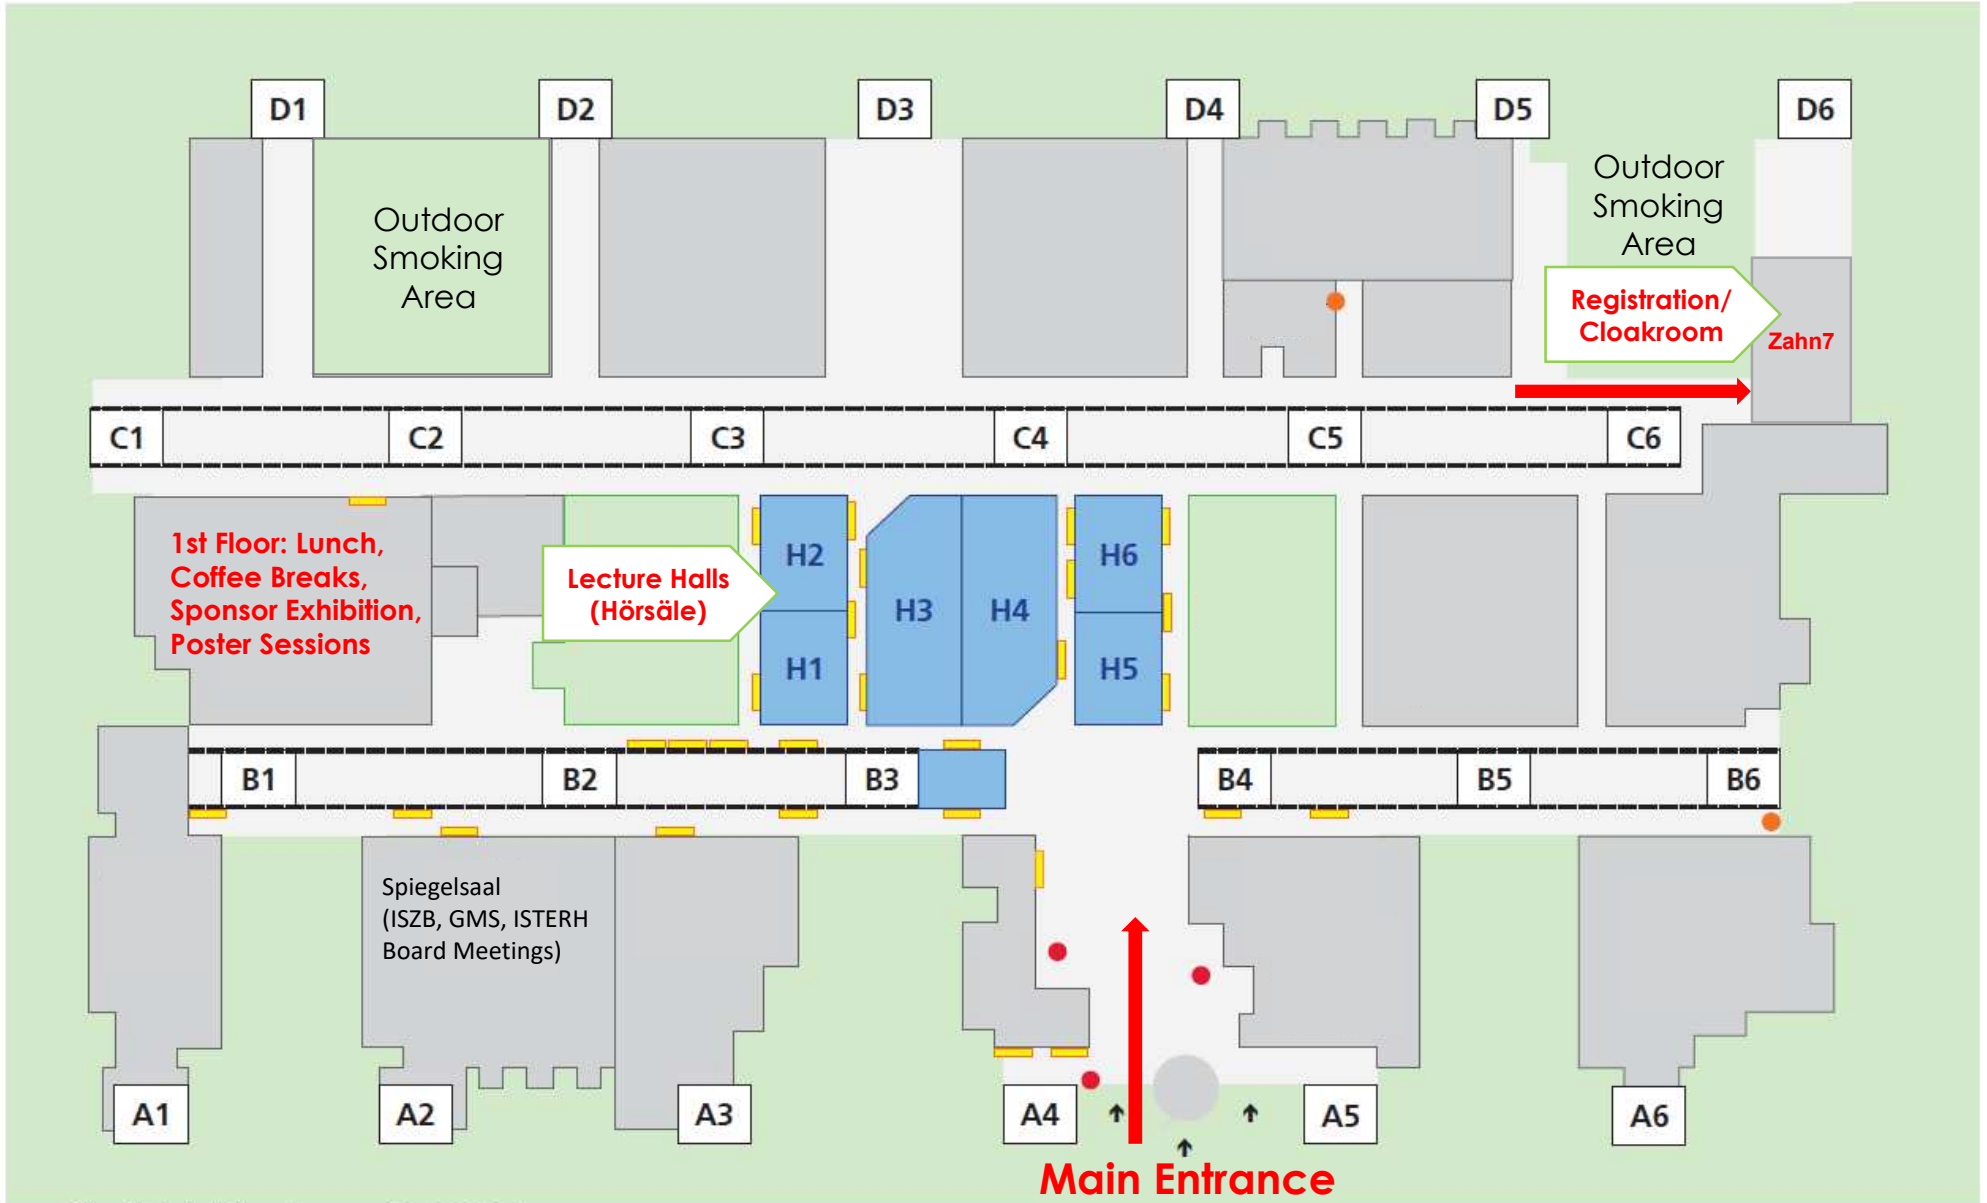 D1
D2
D3
D4
D5
D6
Outdoor
Smoking
Area
Outdoor
Smoking
Area
Registration/
Cloakroom
Zahn7
C1
C2
C3
C4
C5
C6
1st Floor: Lunch,
Coffee Breaks,
Sponsor Exhibition,
Poster Sessions
Lecture Halls
(Hörsäle)
H2
H1
H3
H4
H6
H5
B1
B2
B3
B4
B5
B6
Spiegelsaal
(ISZB, GMS, ISTERH
Board Meetings)
A1
A2
A3
A4
A5
A6
Main Entrance